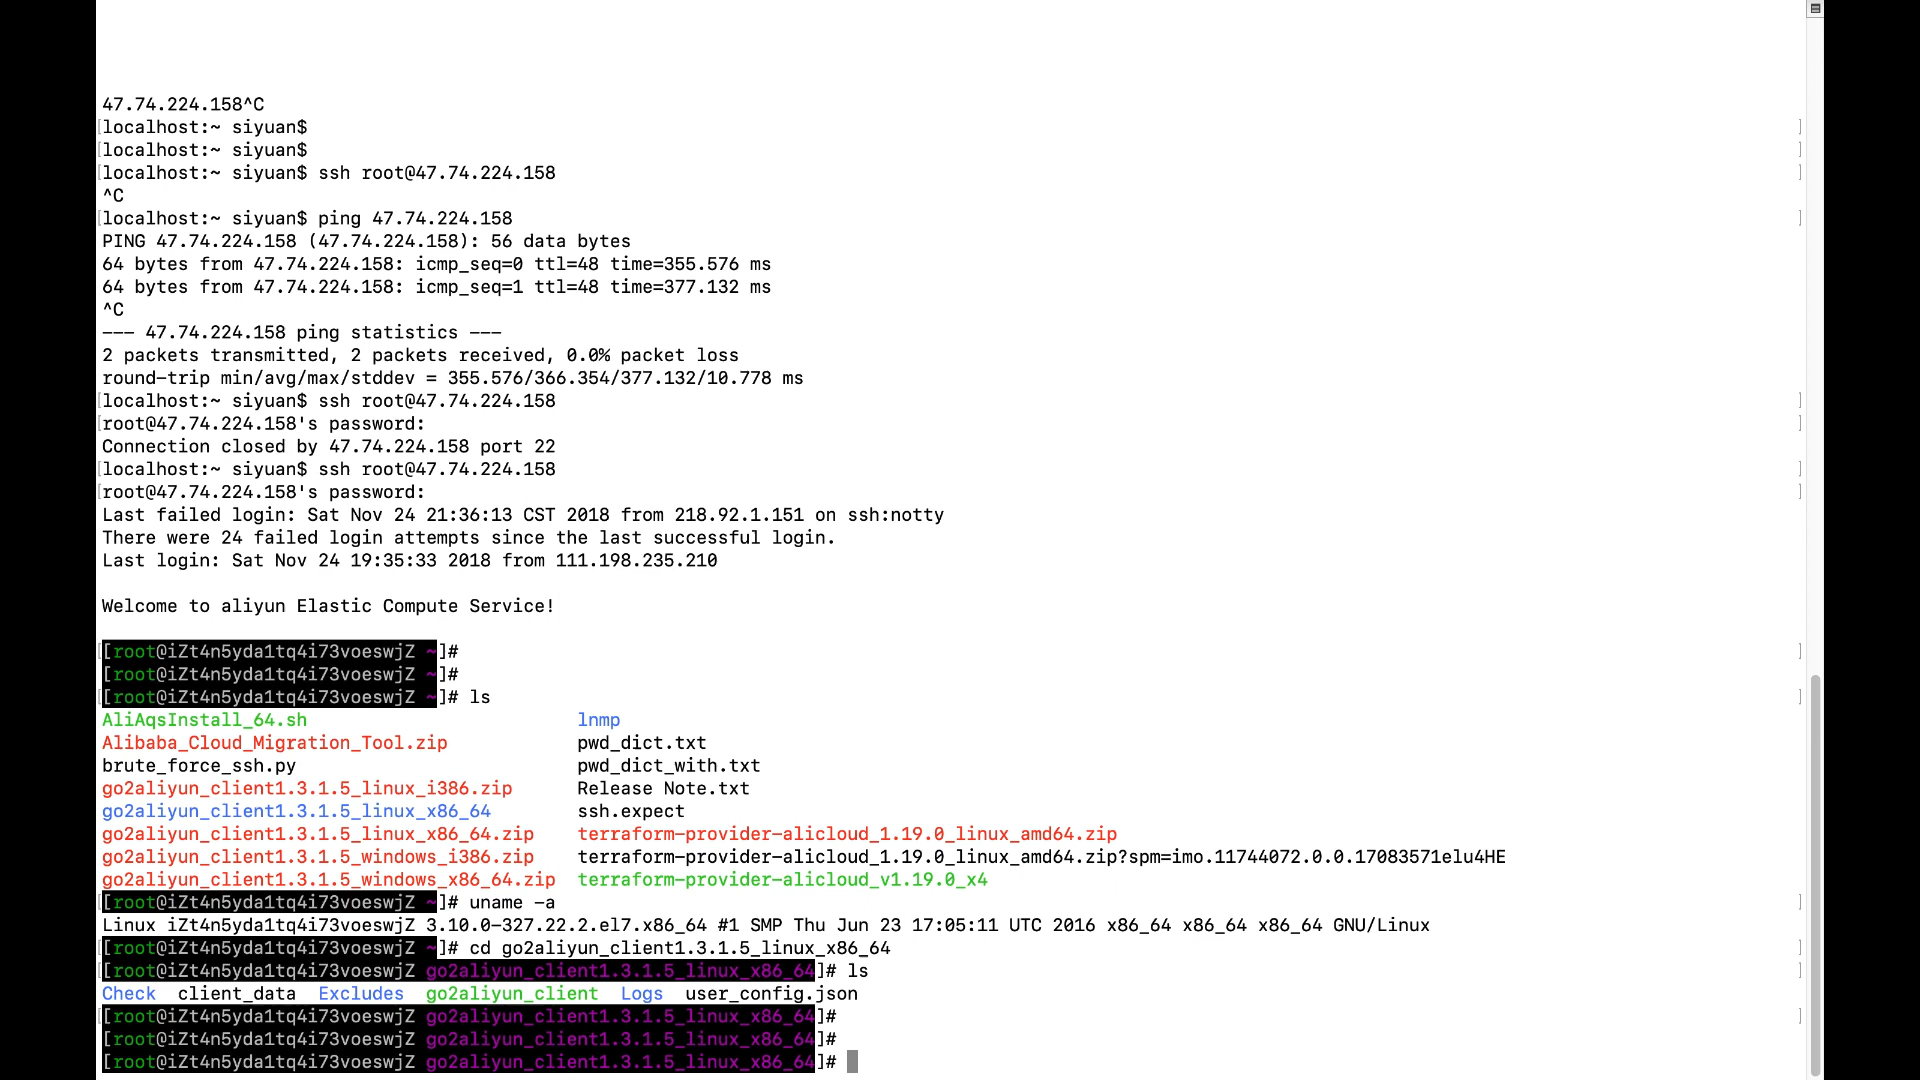 47.74.224.158^C
[localhost:~ siyuan$ ]
[localhost:~ siyuan$ ]
[localhost:~ siyuan$ ssh root@47.74.224.158 ]
^C
[localhost:~ siyuan$ ping 47.74.224.158 ]
PING 47.74.224.158 (47.74.224.158): 56 data bytes
64 bytes from 47.74.224.158: icmp_seq=0 ttl=48 time=355.576 ms
64 bytes from 47.74.224.158: icmp_seq=1 ttl=48 time=377.132 ms
^C
--- 47.74.224.158 ping statistics ---
2 packets transmitted, 2 packets received, 0.0% packet loss
round-trip min/avg/max/stddev = 355.576/366.354/377.132/10.778 ms
[localhost:~ siyuan$ ssh root@47.74.224.158 ]
[root@47.74.224.158's password: ]
Connection closed by 47.74.224.158 port 22
[localhost:~ siyuan$ ssh root@47.74.224.158 ]
[root@47.74.224.158's password: ]
Last failed login: Sat Nov 24 21:36:13 CST 2018 from 218.92.1.151 on ssh:notty
There were 24 failed login attempts since the last successful login.
Last login: Sat Nov 24 19:35:33 2018 from 111.198.235.210
Welcome to aliyun Elastic Compute Service!
[[root@iZt4n5yda1tq4i73voeswjZ ~]# ]
[root@iZt4n5yda1tq4i73voeswjZ ~]#
[[root@iZt4n5yda1tq4i73voeswjZ ~]# ls ]
AliAqsInstall_64.sh lnmp
Alibaba_Cloud_Migration_Tool.zip pwd_dict.txt
brute_force_ssh.py pwd_dict_with.txt
go2aliyun_client1.3.1.5_linux_i386.zip Release Note.txt
go2aliyun_client1.3.1.5_linux_x86_64 ssh.expect
go2aliyun_client1.3.1.5_linux_x86_64.zip terraform-provider-alicloud_1.19.0_linux_amd64.zip
go2aliyun_client1.3.1.5_windows_i386.zip terraform-provider-alicloud_1.19.0_linux_amd64.zip?spm=imo.11744072.0.0.17083571elu4HE
go2aliyun_client1.3.1.5_windows_x86_64.zip terraform-provider-alicloud_v1.19.0_x4
[[root@iZt4n5yda1tq4i73voeswjZ ~]# uname -a ]
Linux iZt4n5yda1tq4i73voeswjZ 3.10.0-327.22.2.el7.x86_64 #1 SMP Thu Jun 23 17:05:11 UTC 2016 x86_64 x86_64 x86_64 GNU/Linux
[[root@iZt4n5yda1tq4i73voeswjZ ~]# cd go2aliyun_client1.3.1.5_linux_x86_64 ]
[[root@iZt4n5yda1tq4i73voeswjZ go2aliyun_client1.3.1.5_linux_x86_64]# ls ]
Check client_data Excludes go2aliyun_client Logs user_config.json
[[root@iZt4n5yda1tq4i73voeswjZ go2aliyun_client1.3.1.5_linux_x86_64]# ]
[root@iZt4n5yda1tq4i73voeswjZ go2aliyun_client1.3.1.5_linux_x86_64]#
[root@iZt4n5yda1tq4i73voeswjZ go2aliyun_client1.3.1.5_linux_x86_64]#